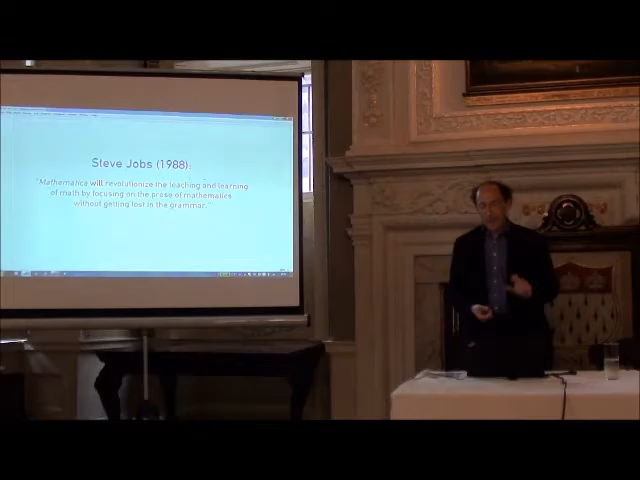 Steve Jobs (1988):
"Mathematica will revolutionize the teaching and learning
of math by focusing on the prose of mathematics
without getting lost in the grammar."